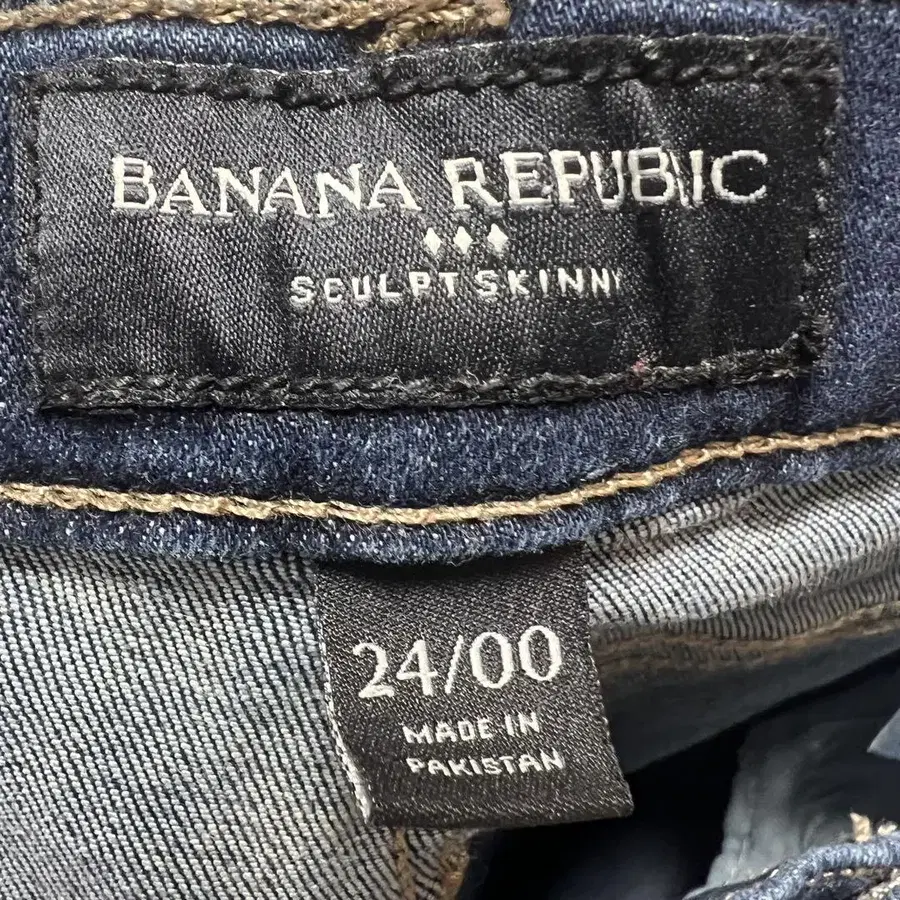 BANANA REPUBLIC
SCULPT SKINNY
24/00
MADE IN
PAKISTAN